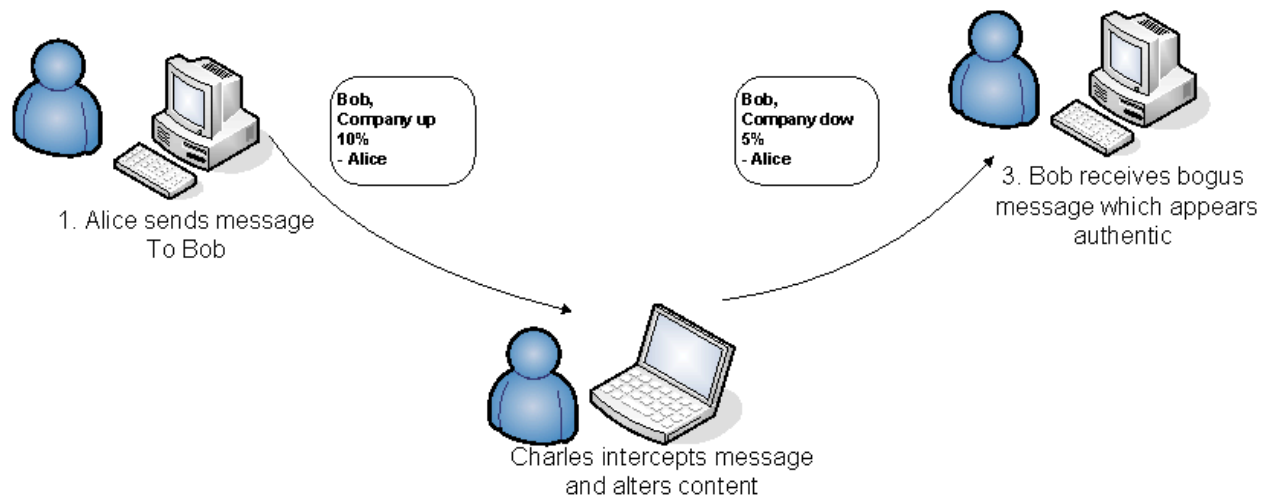 Bob,
Company up
10%
- Alice
Bob,
Company dow
5%
- Alice
1. Alice sends message
To Bob
3. Bob receives bogus
message which appears
authentic
Charles intercepts message
and alters content